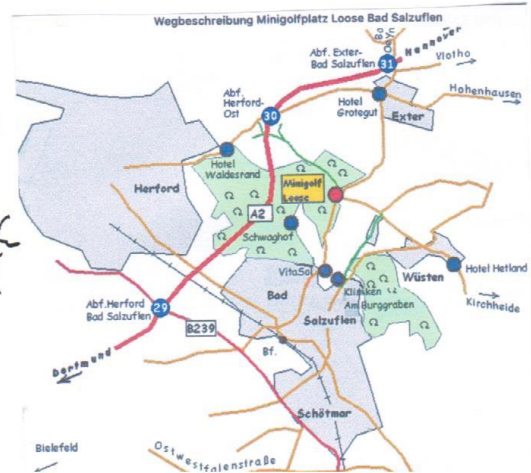 Wegbeschreibung Minigolfplatz Loose Bad Salzuflen
Hannover
Abf. Exter-
Bad Salzuflen
31
Vlotho
Hohenhausen
Abf.
Herford-
Ost
30
Hotel
Grotegut
Exter
Hotel
Waldesrand
Herford
Minigolf
Loose
A2
Schwaghof
VitaSol
Wüsten
Hotel Hetland
Kliniken
Am Burggraben
Kirchheide
Bad
Salzuflen
Abf.Herford
Bad Salzuflen
29
B239
Bf.
Dortmund
Schötmar
Bielefeld
Ostwestfalenstraße